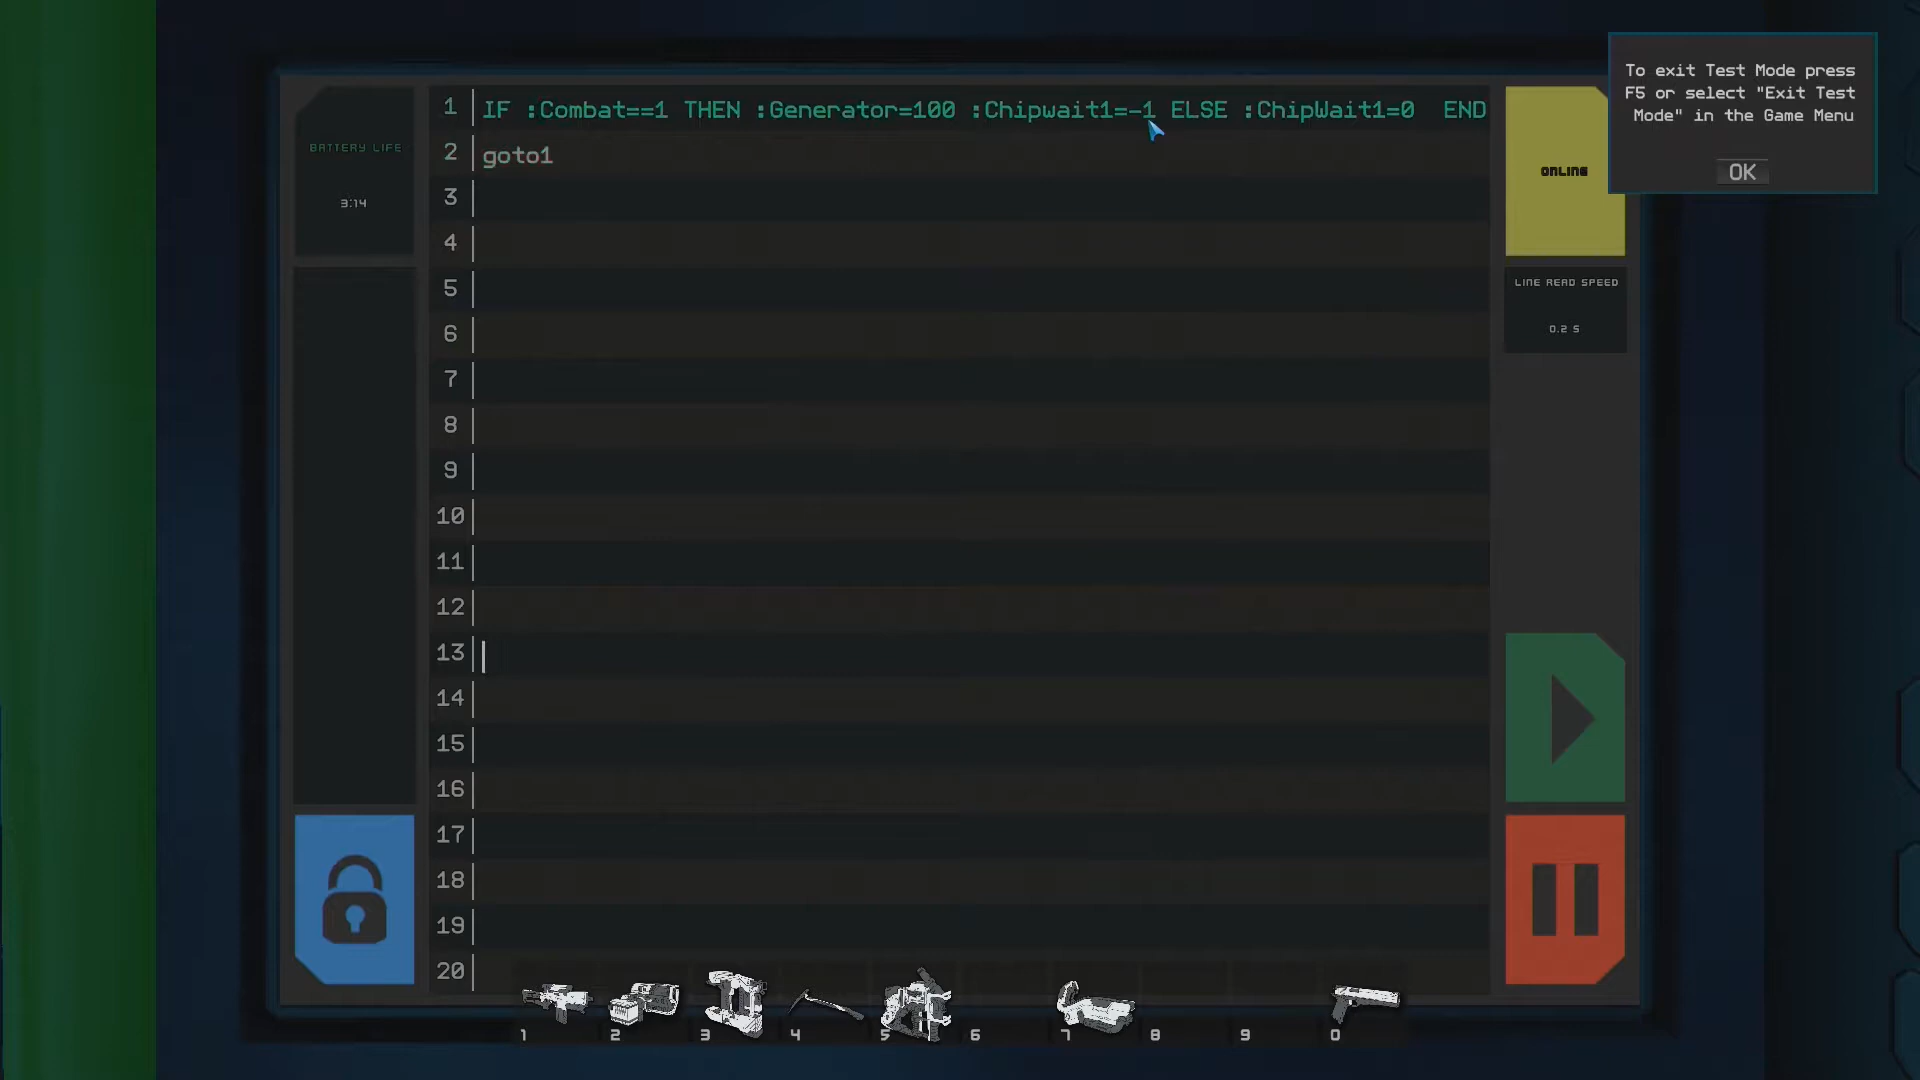 To exit Test Mode press
F5 or select "Exit Test
Mode" in the Game Menu
OK
BATTERY LIFE
3:14
1 IF :Combat==1 THEN :Generator=100 :Chipwait1=-1 ELSE :ChipWait1=0  END
2 goto1
3
4
5
6
7
8
9
10
11
12
13
14
15
16
17
18
19
20
ONLINE
LINE READ SPEED
0.2 S
1 2 3 4 5 6 7 8 9 0